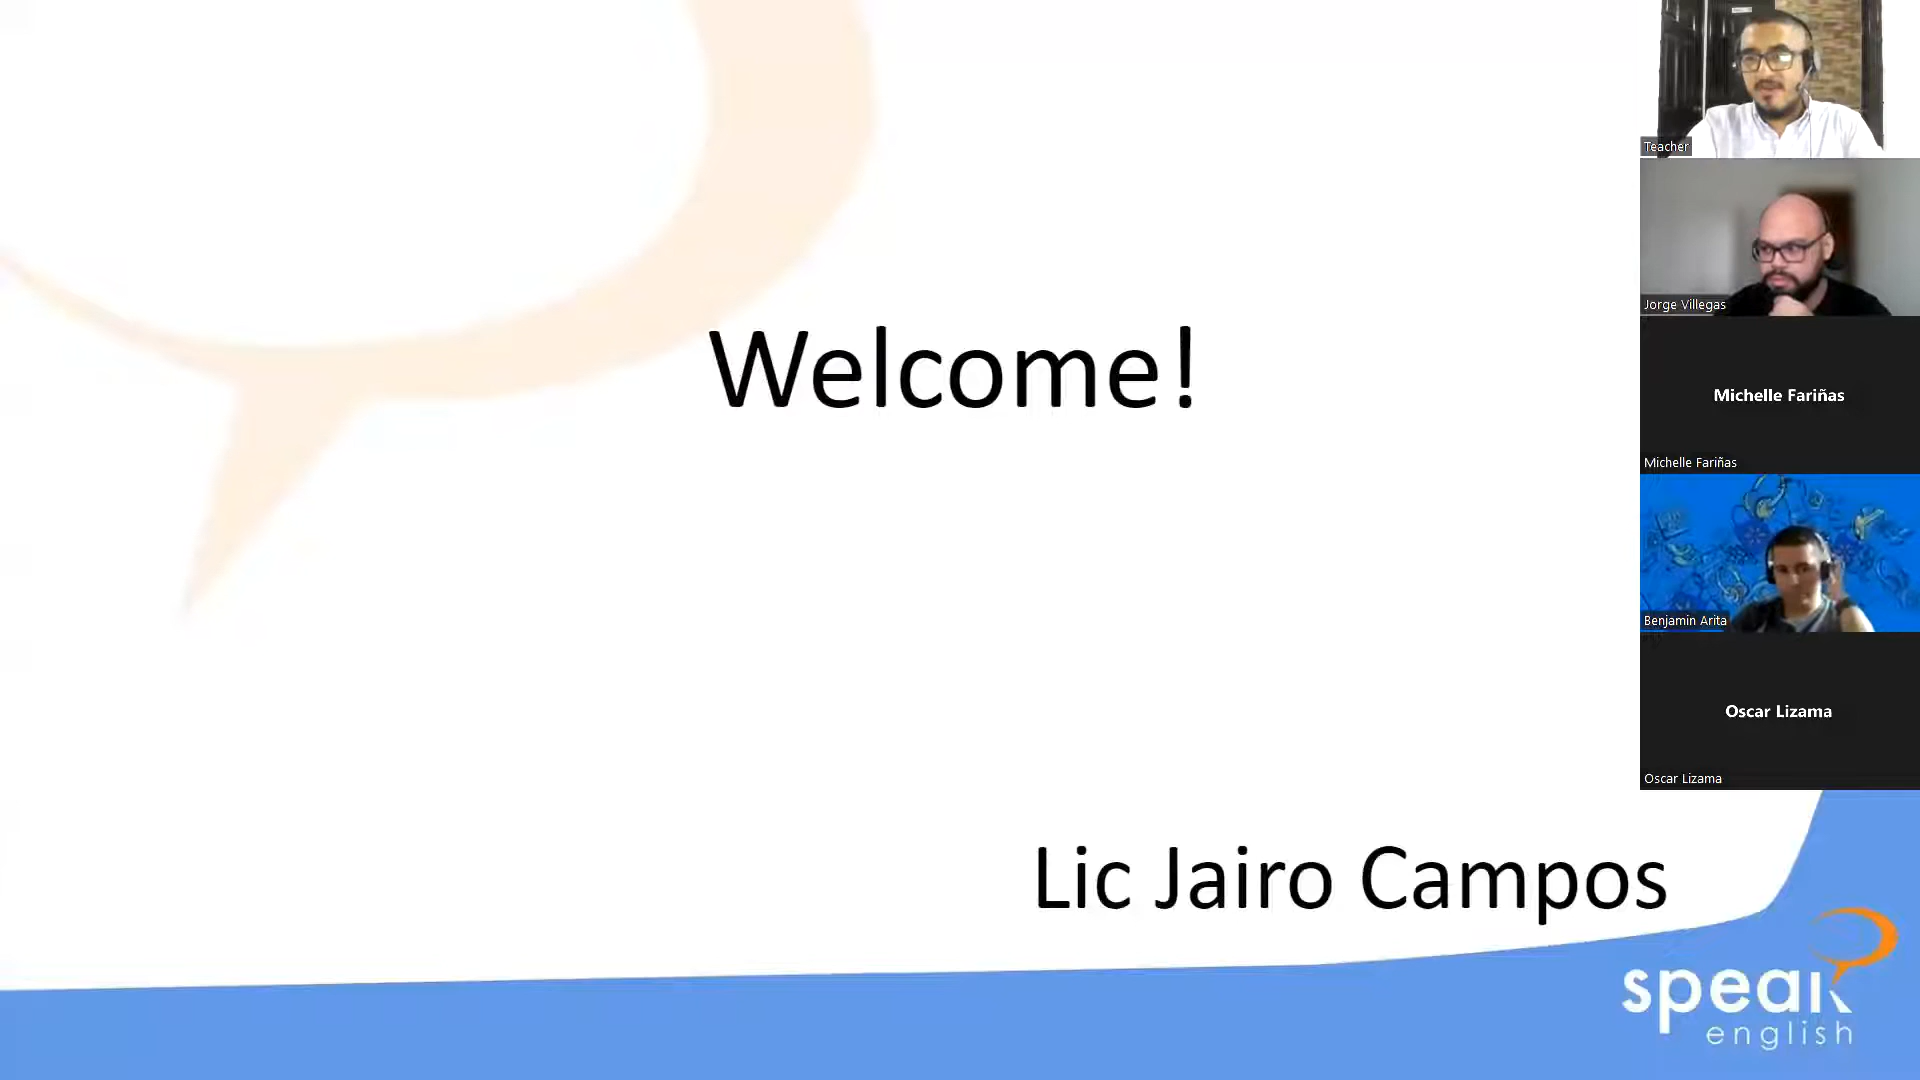 Welcome!
Lic Jairo Campos
speak
english
Teacher
Jorge Villegas
Michelle Fariñas
Michelle Fariñas
Benjamin Arita
Oscar Lizama
Oscar Lizama